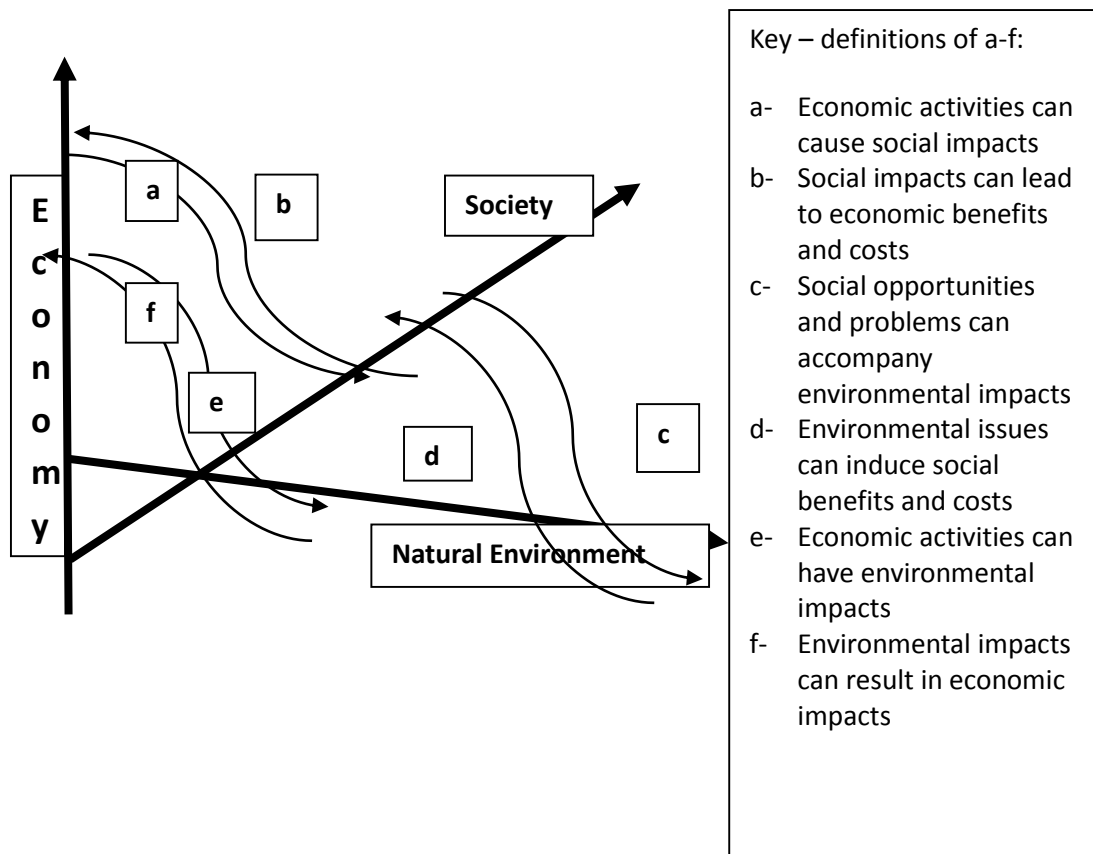 Economy
a
b
Society
f
e
d
c
Natural Environment
Key – definitions of a-f:
a- Economic activities can
cause social impacts
b- Social impacts can lead
to economic benefits
and costs
c- Social opportunities
and problems can
accompany
environmental impacts
d- Environmental issues
can induce social
benefits and costs
e- Economic activities can
have environmental
impacts
f- Environmental impacts
can result in economic
impacts